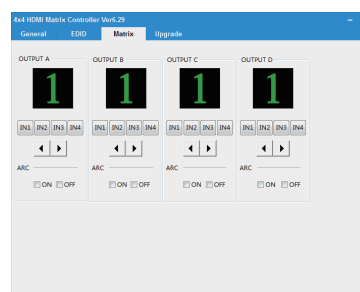 4x4 HDMI Matrix Controller Ver6.29
General EDID Matrix Upgrade
OUTPUT A OUTPUT B OUTPUT C OUTPUT D
1 1 1 1
IN1 IN2 IN3 IN4 IN1 IN2 IN3 IN4 IN1 IN2 IN3 IN4 IN1 IN2 IN3 IN4
ARC ARC ARC ARC
ON OFF ON OFF ON OFF ON OFF